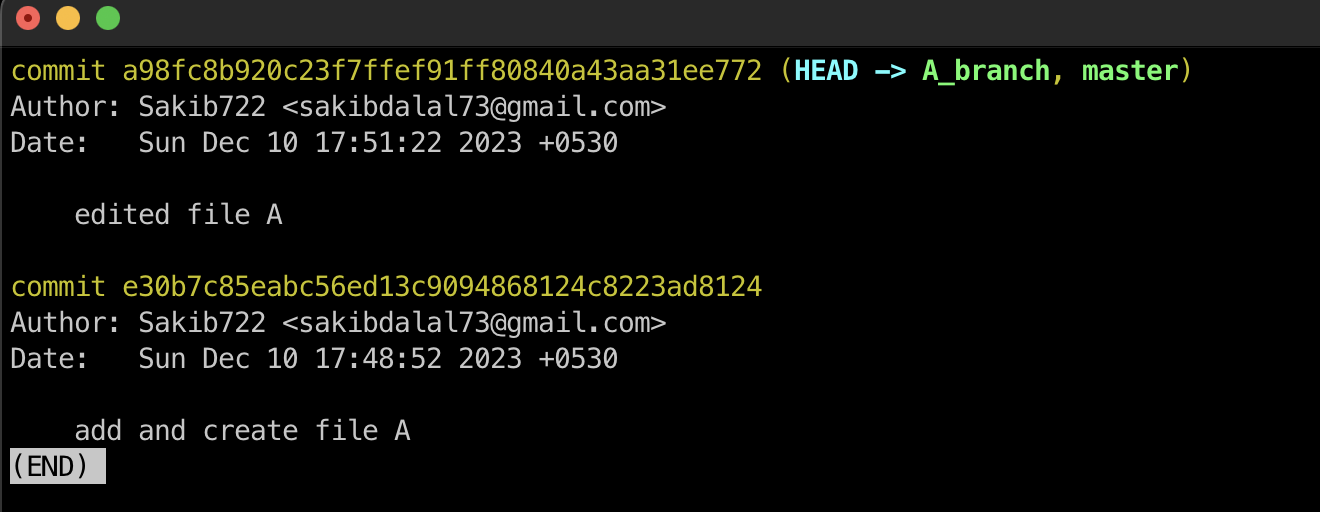 commit a98fc8b920c23f7ffef91ff80840a43aa31ee772 (HEAD -> A_branch, master)
Author: Sakib722 <sakibdalal73@gmail.com>
Date:   Sun Dec 10 17:51:22 2023 +0530
    edited file A
commit e30b7c85eabc56ed13c9094868124c8223ad8124
Author: Sakib722 <sakibdalal73@gmail.com>
Date:   Sun Dec 10 17:48:52 2023 +0530
    add and create file A
(END)